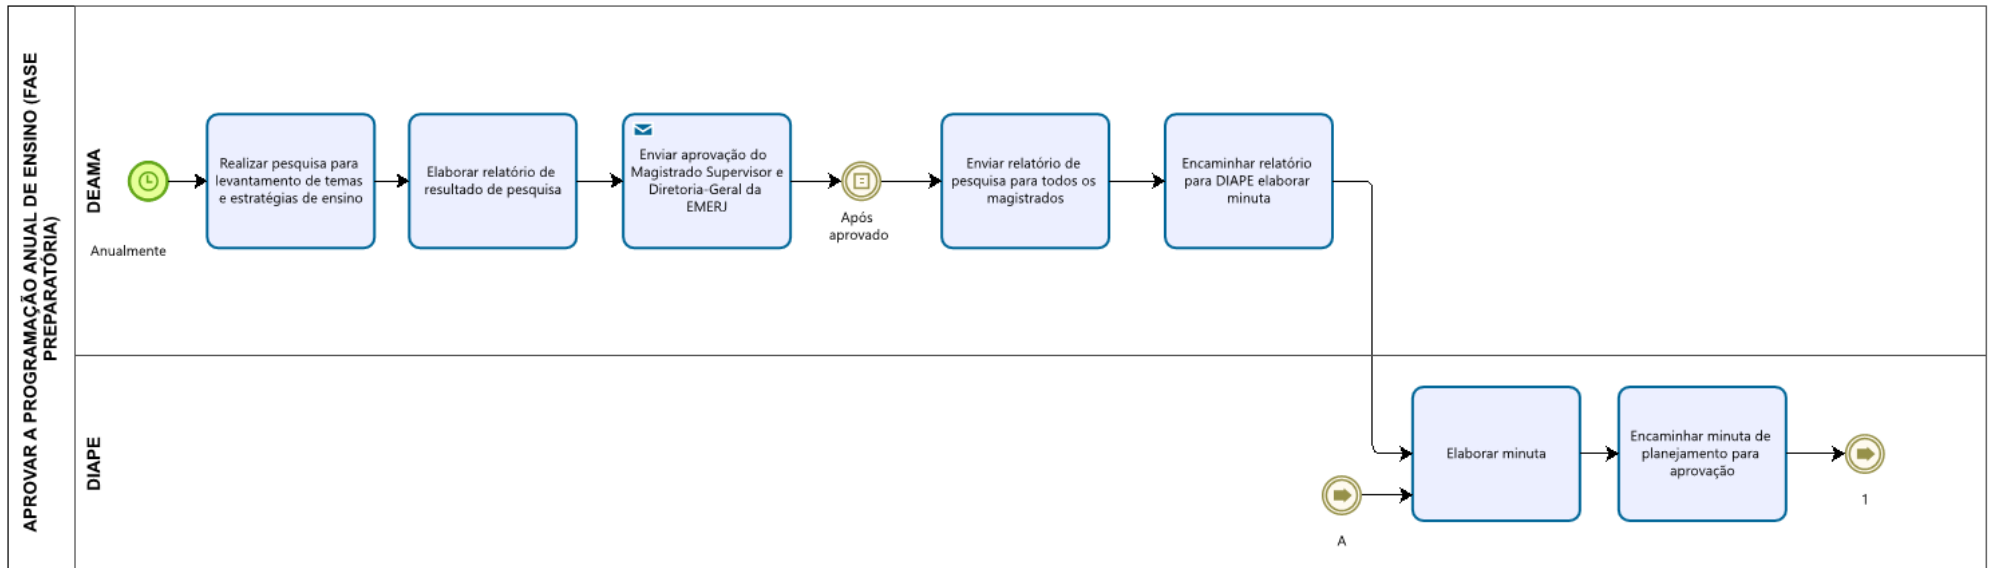 APROVAR A PROGRAMAÇÃO ANUAL DE ENSINO (FASE
PREPARATÓRIA)
DEAMA
Anualmente
Realizar pesquisa para
levantamento de temas
e estratégias de ensino
Elaborar relatório de
resultado de pesquisa
Enviar aprovação do
Magistrado Supervisor e
Diretoria-Geral da
EMERJ
Após
aprovado
Enviar relatório de
pesquisa para todos os
magistrados
Encaminhar relatório
para DIAPE elaborar
minuta
DIAPE
A
Elaborar minuta
Encaminhar minuta de
planejamento para
aprovação
1